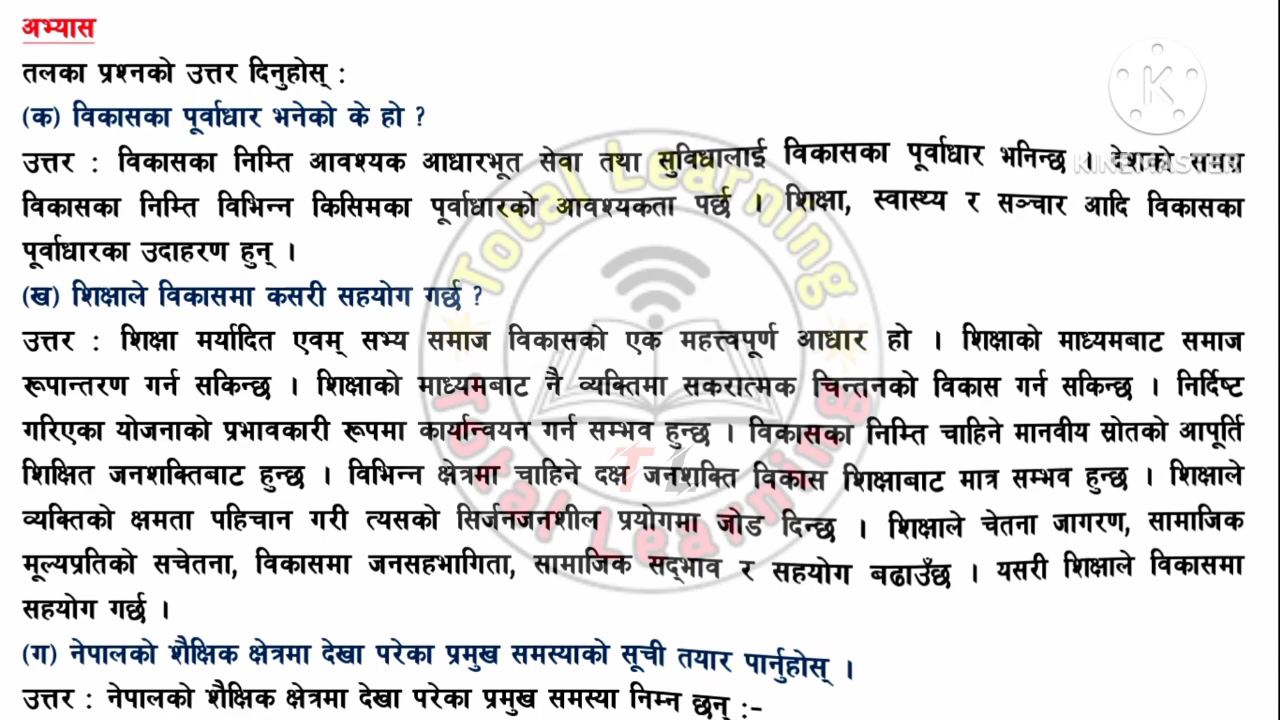 अभ्यास
तलका प्रश्नको उत्तर दिनुहोस् :
(क) विकासका पूर्वाधार भनेको के हो ?
उत्तर : विकासका निम्ति आवश्यक आधारभूत सेवा तथा सुविधालाई विकासका पूर्वाधार भनिन्छ । देशको समग्र
विकासका निम्ति विभिन्न किसिमका पूर्वाधारको आवश्यकता पर्छ । शिक्षा, स्वास्थ्य र सञ्चार आदि विकासका
पूर्वाधारका उदाहरण हुन् ।
(ख) शिक्षाले विकासमा कसरी सहयोग गर्छ ?
उत्तर : शिक्षा मर्यादित एवम् सभ्य समाज विकासको एक महत्त्वपूर्ण आधार हो । शिक्षाको माध्यमबाट समाज
रूपान्तरण गर्न सकिन्छ । शिक्षाको माध्यमबाट नै व्यक्तिमा सकरात्मक चिन्तनको विकास गर्न सकिन्छ । निर्दिष्ट
गरिएका योजनाको प्रभावकारी रूपमा कार्यान्वयन गर्न सम्भव हुन्छ । विकासका निम्ति चाहिने मानवीय स्रोतको आपूर्ति
शिक्षित जनशक्तिबाट हुन्छ । विभिन्न क्षेत्रमा चाहिने दक्ष जनशक्ति विकास शिक्षाबाट मात्र सम्भव हुन्छ । शिक्षाले
व्यक्तिको क्षमता पहिचान गरी त्यसको सिर्जनजनशील प्रयोगमा जोड दिन्छ । शिक्षाले चेतना जागरण, सामाजिक
मूल्यप्रतिको सचेतना, विकासमा जनसहभागिता, सामाजिक सद्‌भाव र सहयोग बढाउँछ । यसरी शिक्षाले विकासमा
सहयोग गर्छ ।
(ग) नेपालको शैक्षिक क्षेत्रमा देखा परेका प्रमुख समस्याको सूची तयार पार्नुहोस् ।
उत्तर : नेपालको शैक्षिक क्षेत्रमा देखा परेका प्रमुख समस्या निम्न छन् :-
K
KINEMASTER
Total Learning
Total Learning
TL